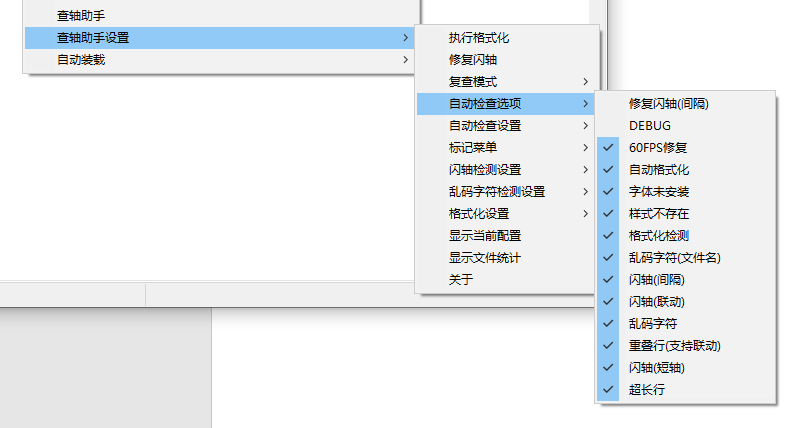 查轴助手
查轴助手设置
自动装载
执行格式化
修复闪轴
复查模式
自动检查选项
自动检查设置
标记菜单
闪轴检测设置
乱码字符检测设置
格式化设置
显示当前配置
显示文件统计
关于
修复闪轴(间隔)
DEBUG
60FPS修复
自动格式化
字体未安装
样式不存在
格式化检测
乱码字符(文件名)
闪轴(间隔)
闪轴(联动)
乱码字符
重叠行(支持联动)
闪轴(短轴)
超长行